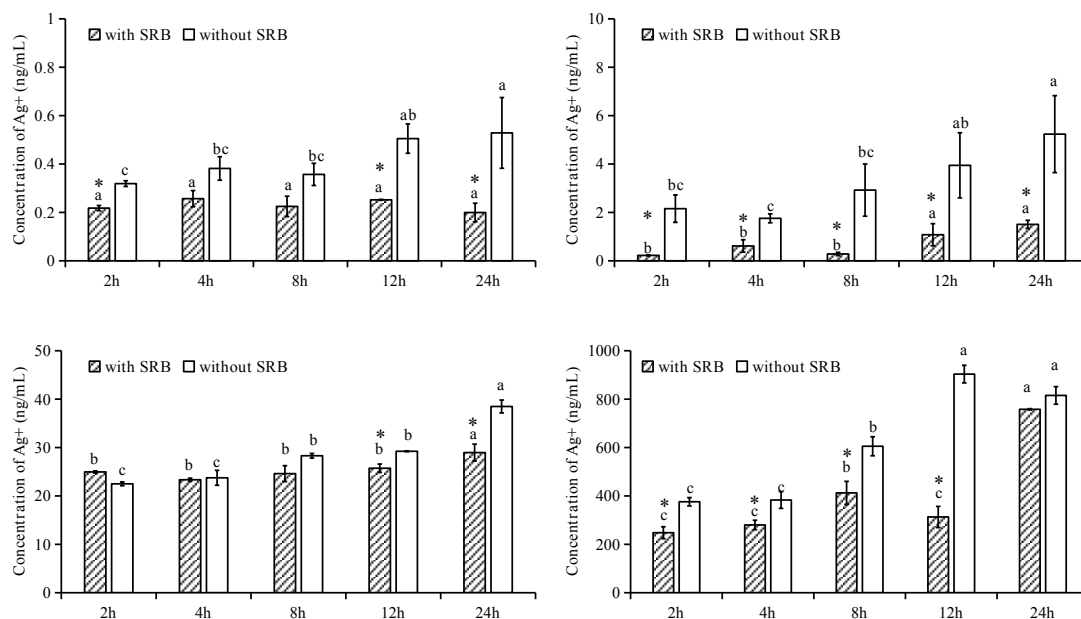 Concentration of Ag+ (ng/mL)
1
0.8
0.6
0.4
0.2
0
with SRB without SRB
* a c
a bc
a bc
* a ab
* a a
2h 4h 8h 12h 24h
Concentration of Ag+ (ng/mL)
10
8
6
4
2
0
with SRB without SRB
* b bc
* b c
* b bc
* a ab
* a a
2h 4h 8h 12h 24h
Concentration of Ag+ (ng/mL)
50
40
30
20
10
0
with SRB without SRB
b c
b c
b b
* b b
* a a
2h 4h 8h 12h 24h
Concentration of Ag+ (ng/mL)
1000
800
600
400
200
0
with SRB without SRB
* c c
* c c
* b b
* c a
a a
2h 4h 8h 12h 24h